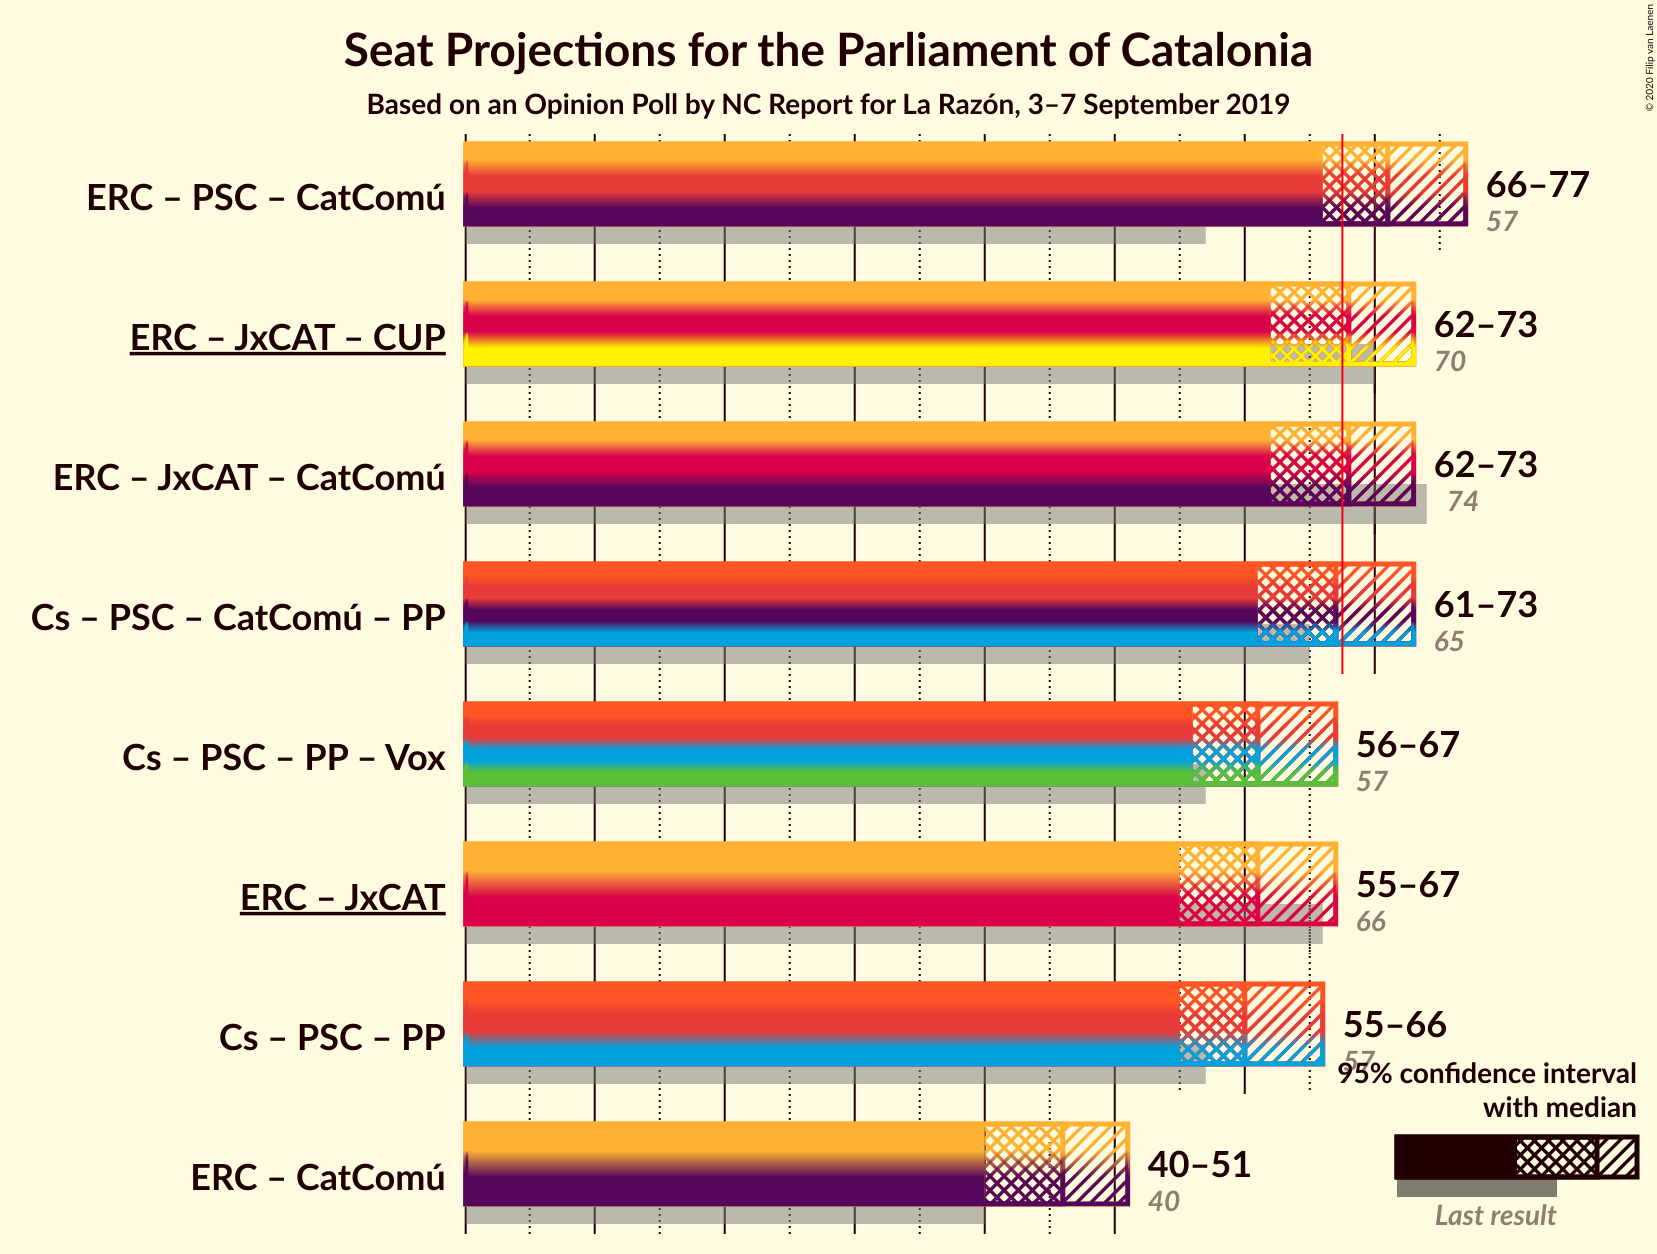 Seat Projections for the Parliament of Catalonia
Based on an Opinion Poll by NC Report for La Razón, 3–7 September 2019
© 2020 Filip van Laenen
ERC – PSC – CatComú
66–77
57
ERC – JxCAT – CUP
62–73
70
ERC – JxCAT – CatComú
62–73
74
Cs – PSC – CatComú – PP
61–73
65
Cs – PSC – PP – Vox
56–67
57
ERC – JxCAT
55–67
66
Cs – PSC – PP
55–66
57
ERC – CatComú
40–51
40
95% confidence interval
with median
Last result